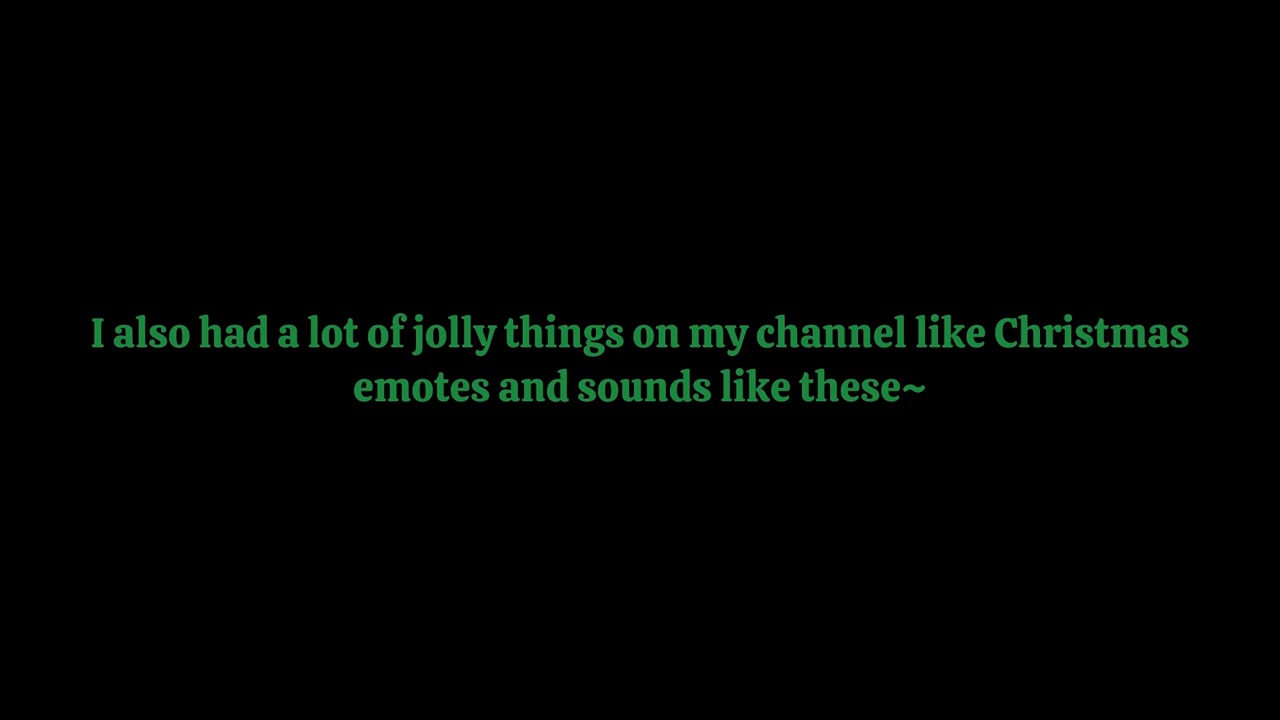 I also had a lot of jolly things on my channel like Christmas
emotes and sounds like these~